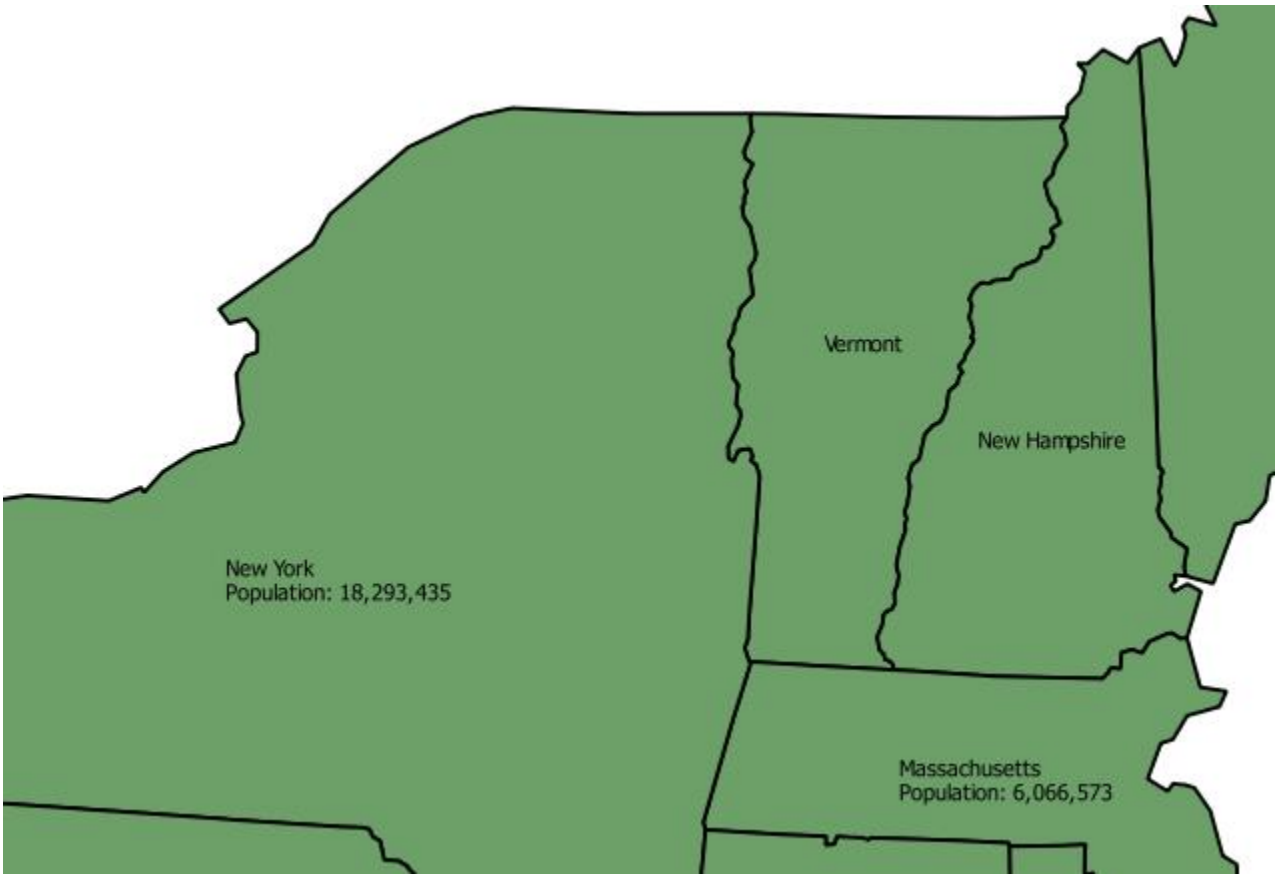 Vermont
New Hampshire
New York
Population: 18,293,435
Massachusetts
Population: 6,066,573